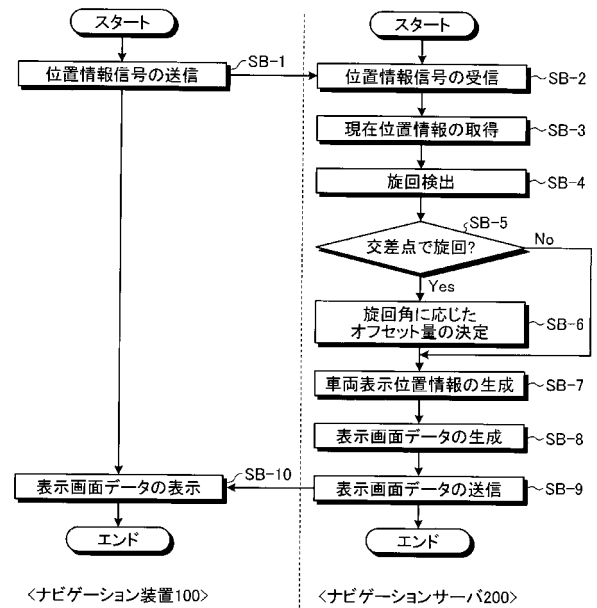 スタート
スタート
位置情報信号の送信
SB-1
位置情報信号の受信
SB-2
現在位置情報の取得
SB-3
旋回検出
SB-4
SB-5
交差点で旋回?
No
Yes
旋回角に応じた
オフセット量の決定
SB-6
車両表示位置情報の生成
SB-7
表示画面データの生成
SB-8
表示画面データの表示
SB-10
表示画面データの送信
SB-9
エンド
エンド
<ナビゲーション装置100>
<ナビゲーションサーバ200>